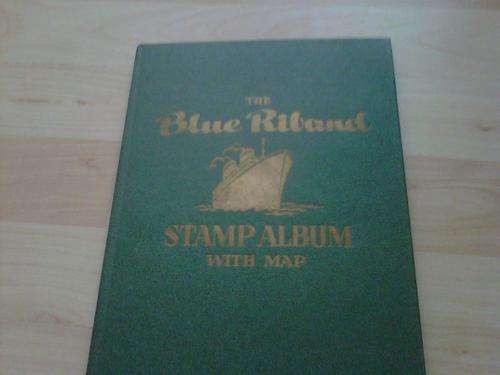 THE
Blue Riband
STAMP ALBUM
WITH MAP